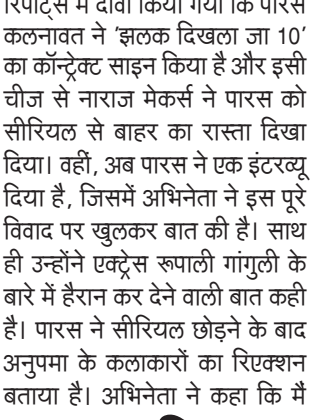 रिपोर्ट्स में दावा किया गया कि पारस
कलनावत ने 'झलक दिखला जा 10'
का कॉन्ट्रेक्ट साइन किया है और इसी
चीज से नाराज मेकर्स ने पारस को
सीरियल से बाहर का रास्ता दिखा
दिया। वहीं, अब पारस ने एक इंटरव्यू
दिया है, जिसमें अभिनेता ने इस पूरे
विवाद पर खुलकर बात की है। साथ
ही उन्होंने एक्ट्रेस रूपाली गांगुली के
बारे में हैरान कर देने वाली बात कही
है। पारस ने सीरियल छोड़ने के बाद
अनुपमा के कलाकारों का रिएक्शन
बताया है। अभिनेता ने कहा कि मैं